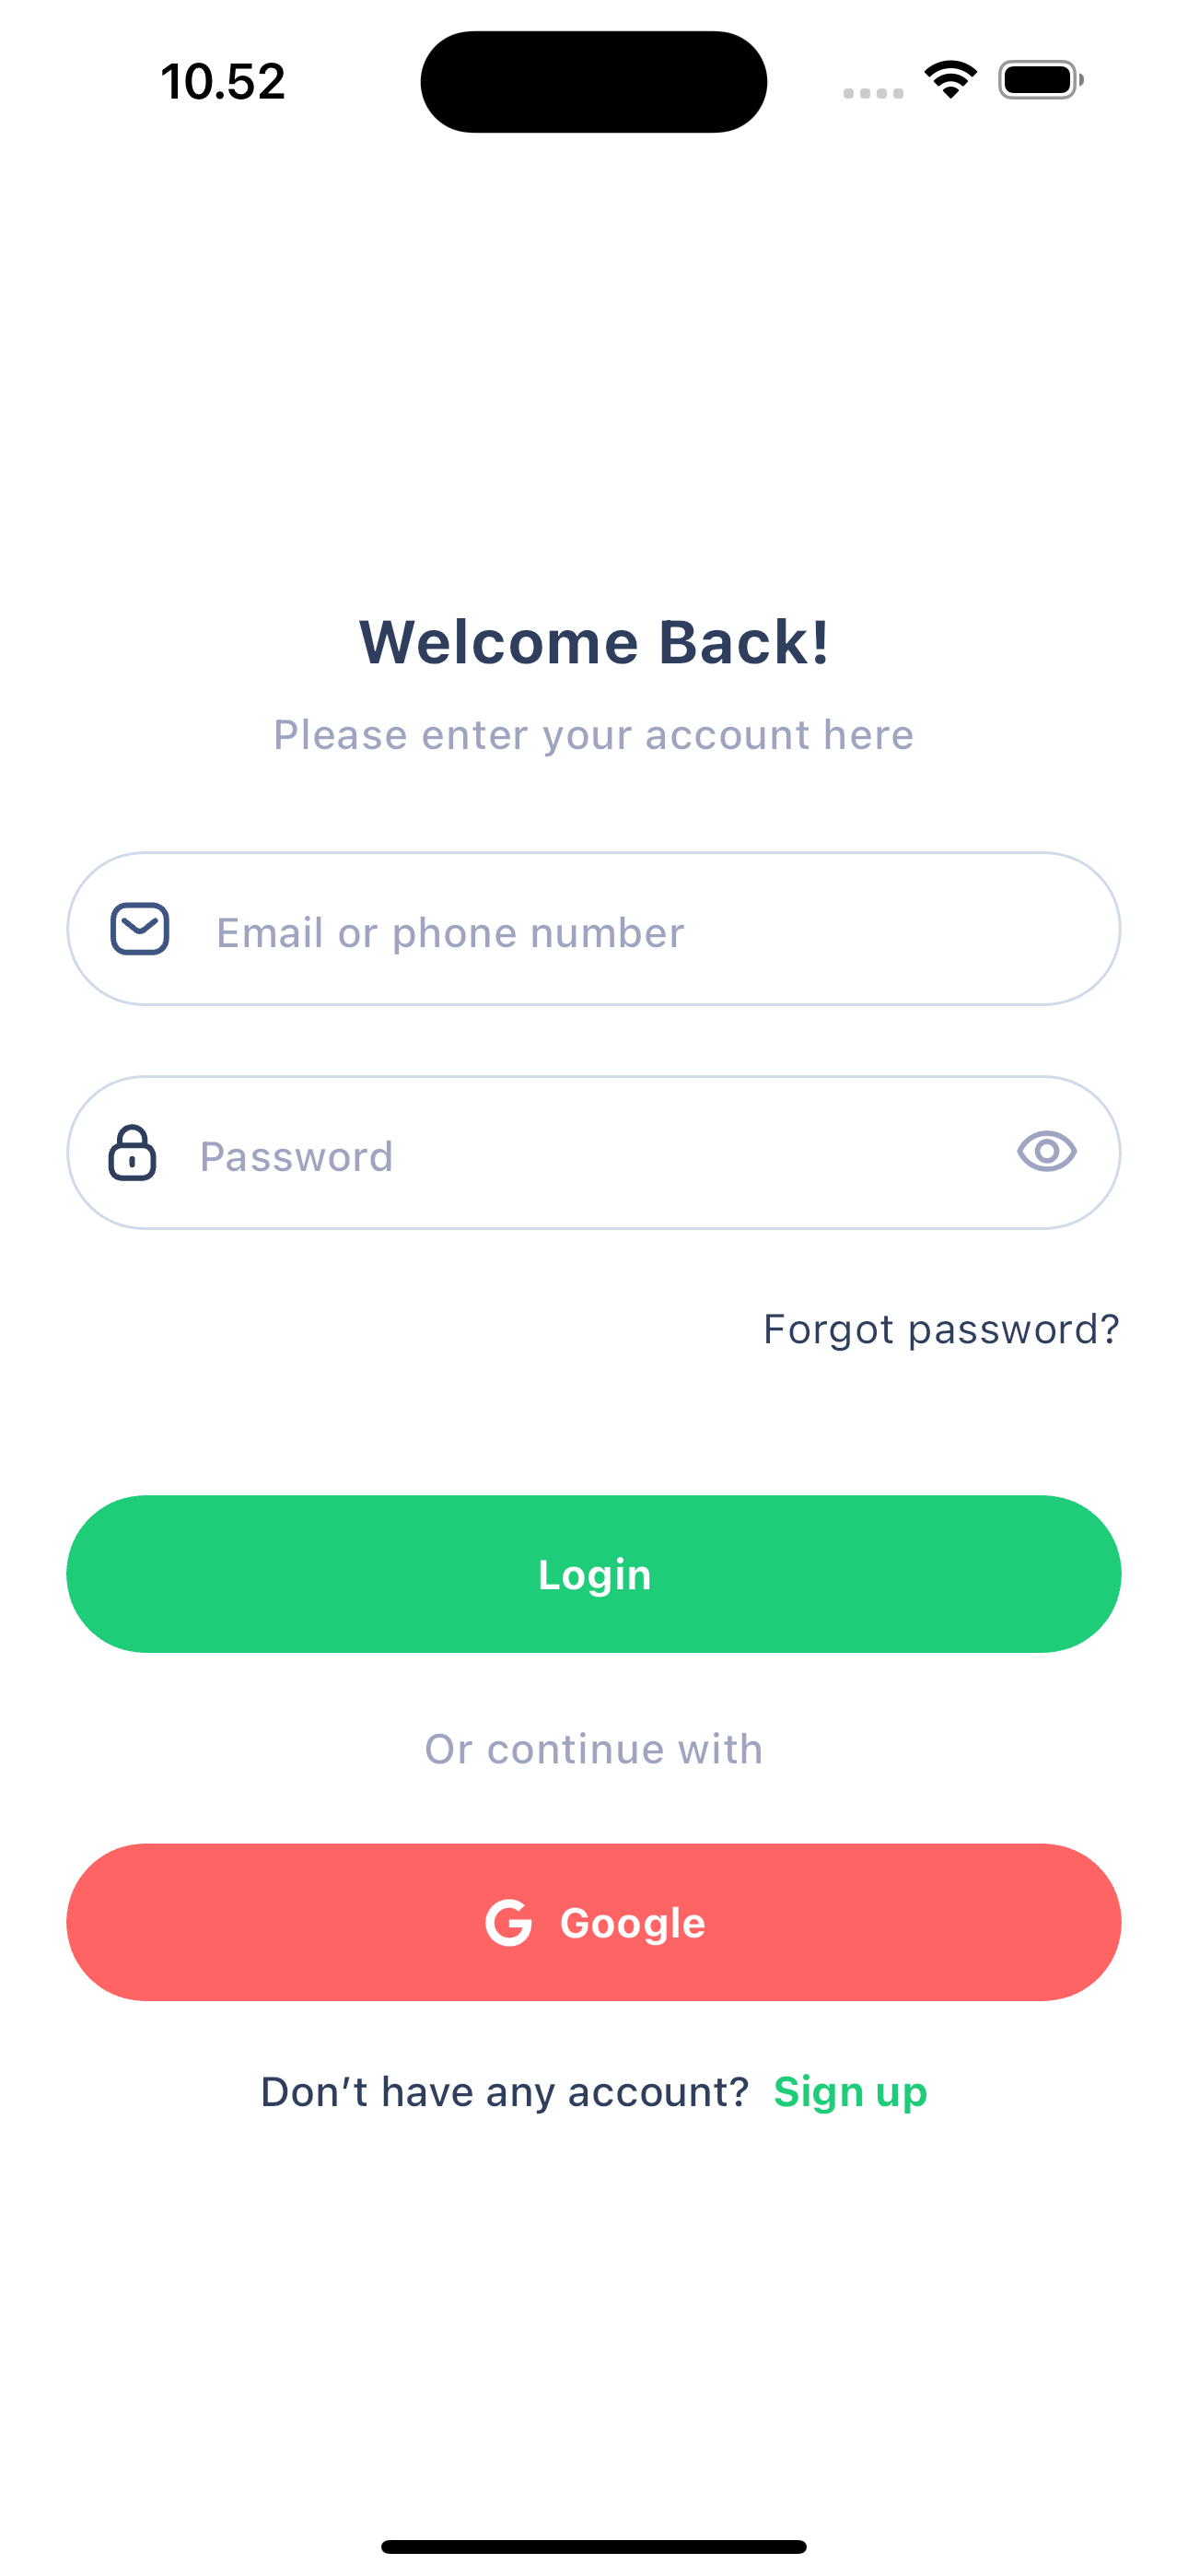 10.52
Welcome Back!
Please enter your account here
Email or phone number
Password
Forgot password?
Login
Or continue with
Google
Don’t have any account? Sign up